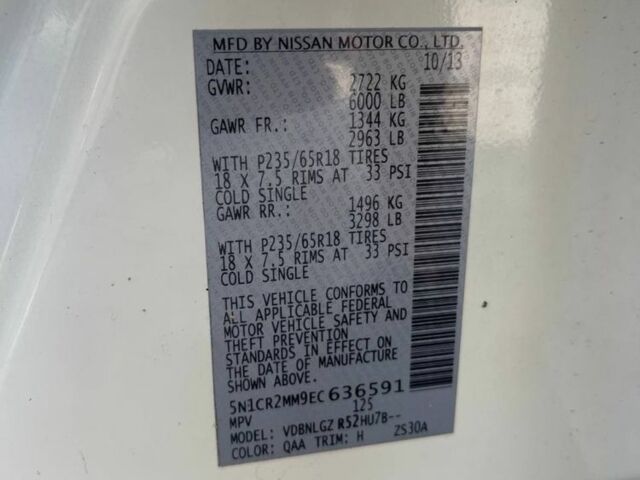 MFD BY NISSAN MOTOR CO., LTD.
DATE: 10/13
GVWR: 2722 KG
6000 LB
GAWR FR.: 1344 KG
2963 LB
WITH P235/65R18 TIRES
18 X 7.5 RIMS AT 33 PSI
COLD SINGLE
GAWR RR.: 1496 KG
3298 LB
WITH P235/65R18 TIRES
18 X 7.5 RIMS AT 33 PSI
COLD SINGLE
THIS VEHICLE CONFORMS TO
ALL APPLICABLE FEDERAL
MOTOR VEHICLE SAFETY AND
THEFT PREVENTION
STANDARDS IN EFFECT ON
THE DATE OF MANUFACTURE
SHOWN ABOVE.
5N1CR2MM9EC636591
MPV 125
MODEL: VDBNLGZ R52HU7B--
COLOR: QAA TRIM: H ZS30A